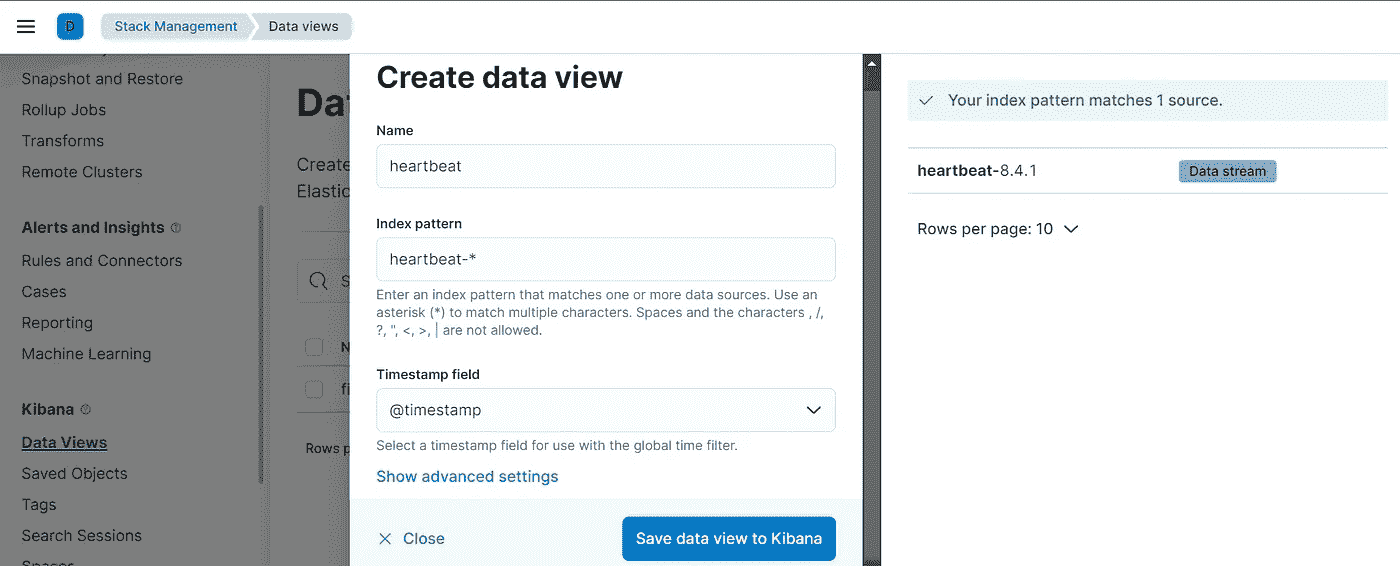 D
Stack Management
Data views
Snapshot and Restore
Rollup Jobs
Transforms
Remote Clusters
Alerts and Insights
Rules and Connectors
Cases
Reporting
Machine Learning
Kibana
Data Views
Saved Objects
Tags
Search Sessions
Create
Elastic
Rows p
Create data view
Name
heartbeat
Index pattern
heartbeat-*
Enter an index pattern that matches one or more data sources. Use an
asterisk (*) to match multiple characters. Spaces and the characters , /,
?, ", <, >, | are not allowed.
Timestamp field
@timestamp
Select a timestamp field for use with the global time filter.
Show advanced settings
Close
Save data view to Kibana
Your index pattern matches 1 source.
heartbeat-8.4.1
Data stream
Rows per page: 10